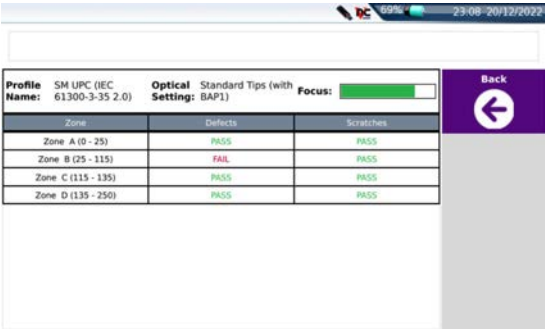 DC 69% 23:08 20/12/2022
Profile Name: SM UPC (IEC 61300-3-35 2.0) Optical Setting: Standard Tips (with BAP1) Focus:
Back
Zone Defects Scratches
Zone A (0 - 25) PASS PASS
Zone B (25 - 115) FAIL PASS
Zone C (115 - 135) PASS PASS
Zone D (135 - 250) PASS PASS